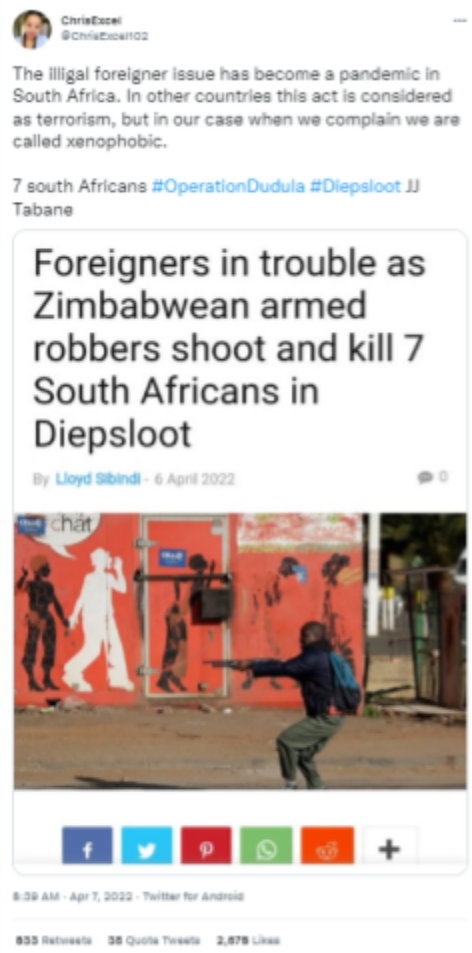 ChrisExcel
@ChrisExcel102
The illigal foreigner issue has become a pandemic in
South Africa. In other countries this act is considered
as terrorism, but in our case when we complain we are
called xenophobic.
7 south Africans #OperationDudula #Diepsloot JJ
Tabane
Foreigners in trouble as
Zimbabwean armed
robbers shoot and kill 7
South Africans in
Diepsloot
By Lloyd Sibindi - 6 April 2022
0
chat
8:39 AM · Apr 7, 2022 · Twitter for Android
833 Retweets 38 Quote Tweets 2,676 Likes